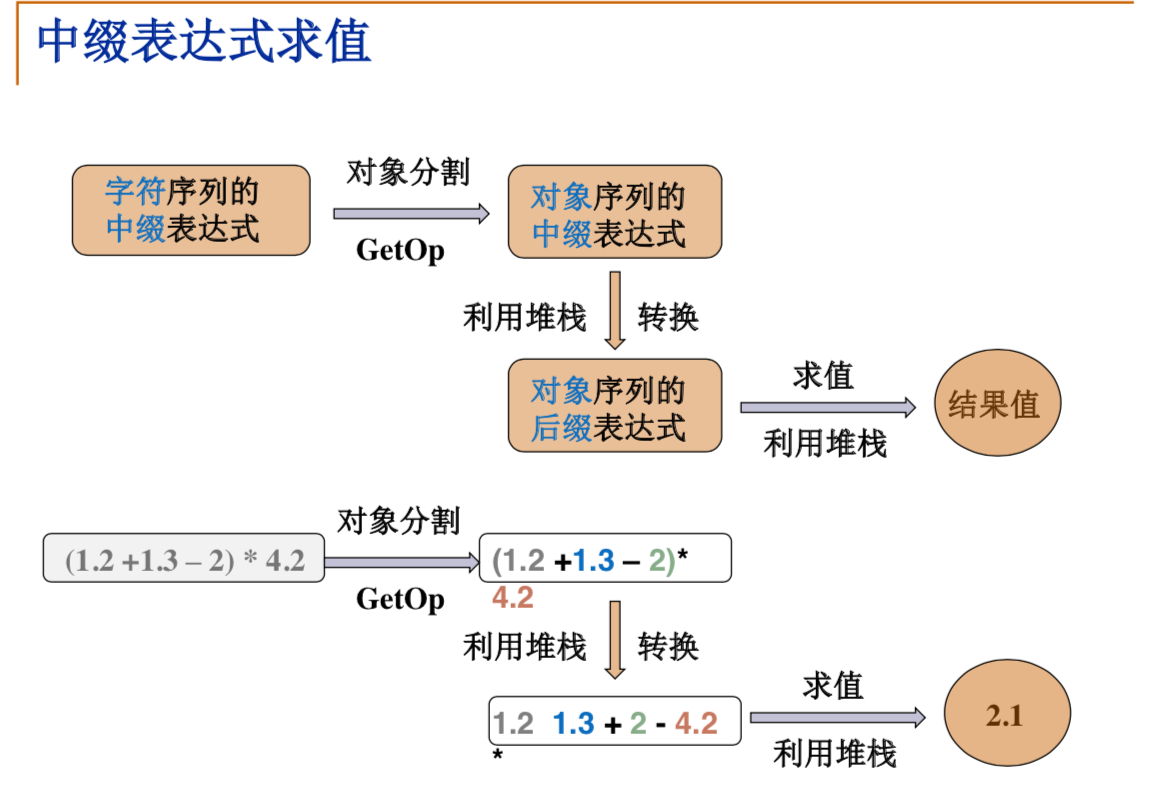 中缀表达式求值
字符序列的
中缀表达式
对象分割
GetOp
对象序列的
中缀表达式
利用堆栈 转换
对象序列的
后缀表达式
求值
利用堆栈
结果值
(1.2 +1.3 – 2) * 4.2
对象分割
GetOp
(1.2 +1.3 – 2)*
4.2
利用堆栈 转换
1.2 1.3 + 2 - 4.2
*
求值
利用堆栈
2.1